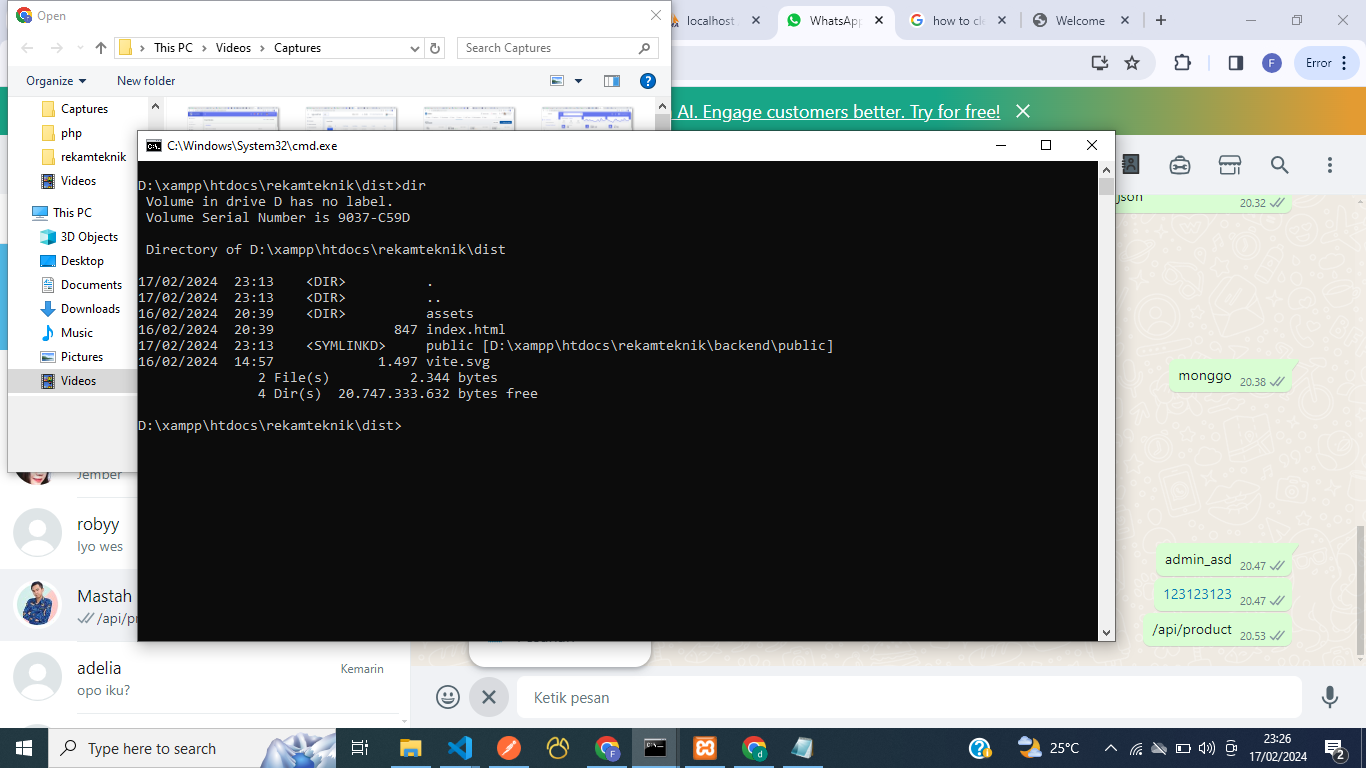 Open
localhost
WhatsApp
how to cle
Welcome
This PC
Videos
Captures
Search Captures
Error
Organize
New folder
AI. Engage customers better. Try for free!
Captures
php
rekamteknik
Videos
This PC
3D Objects
Desktop
Documents
Downloads
Music
Pictures
Videos
C:\Windows\System32\cmd.exe
D:\xampp\htdocs\rekamteknik\dist>dir
Volume in drive D has no label.
Volume Serial Number is 9037-C59D
Directory of D:\xampp\htdocs\rekamteknik\dist
17/02/2024 23:13 <DIR> .
17/02/2024 23:13 <DIR> ..
16/02/2024 20:39 <DIR> assets
16/02/2024 20:39 847 index.html
17/02/2024 23:13 <SYMLINKD> public [D:\xampp\htdocs\rekamteknik\backend\public]
16/02/2024 14:57 1.497 vite.svg
2 File(s) 2.344 bytes
4 Dir(s) 20.747.333.632 bytes free
D:\xampp\htdocs\rekamteknik\dist>
json
20.32
monggo 20.38
admin_asd 20.47
123123123 20.47
/api/product 20.53
Jember
robyy
Iyo wes
Mastah
/api/pr
adelia
Kemarin
opo iku?
Ketik pesan
Type here to search
25°C
23:26
17/02/2024
2